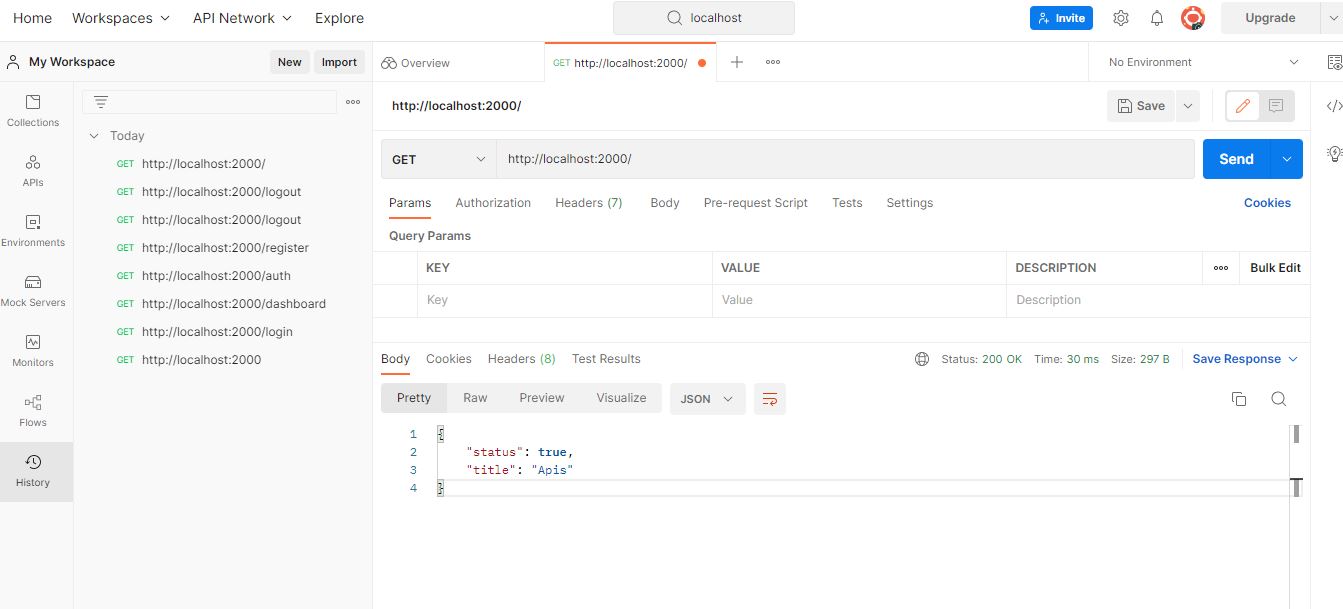 Home Workspaces API Network Explore localhost Invite Upgrade
My Workspace New Import Overview GET http://localhost:2000/ No Environment
Collections
APIs
Environments
Mock Servers
Monitors
Flows
History
Today
GET http://localhost:2000/
GET http://localhost:2000/logout
GET http://localhost:2000/logout
GET http://localhost:2000/register
GET http://localhost:2000/auth
GET http://localhost:2000/dashboard
GET http://localhost:2000/login
GET http://localhost:2000
http://localhost:2000/ Save
GET http://localhost:2000/ Send
Params Authorization Headers (7) Body Pre-request Script Tests Settings Cookies
Query Params
KEY VALUE DESCRIPTION Bulk Edit
Key Value Description
Body Cookies Headers (8) Test Results Status: 200 OK Time: 30 ms Size: 297 B Save Response
Pretty Raw Preview Visualize JSON
1 {
2 "status": true,
3 "title": "Apis"
4 }